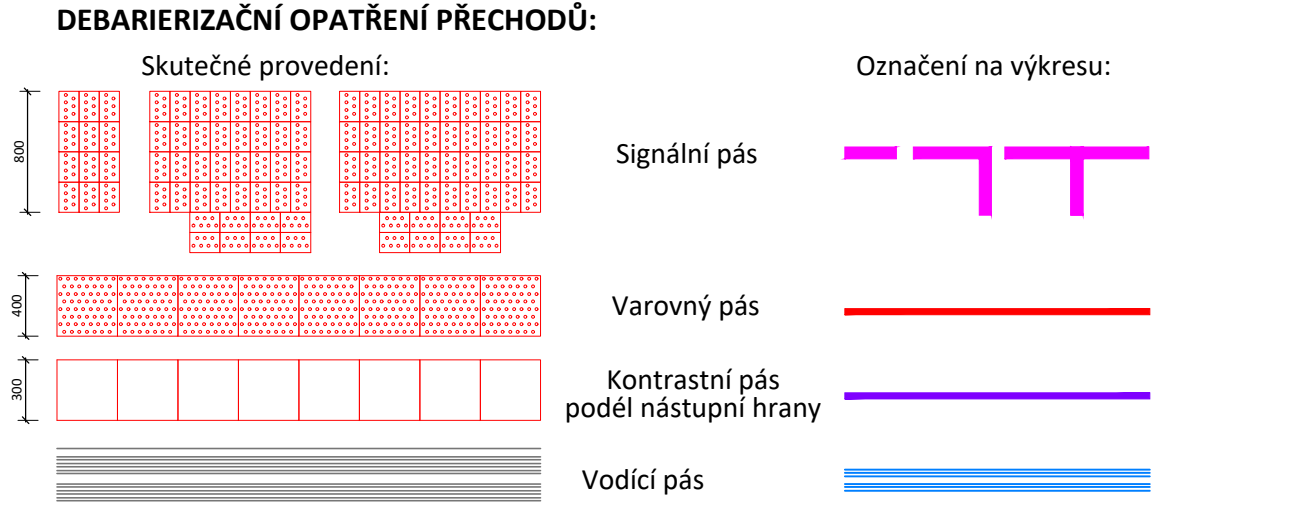 DEBARIERIZAČNÍ OPATŘENÍ PŘECHODŮ:
Skutečné provedení:
Označení na výkresu:
800
Signální pás
400
Varovný pás
300
Kontrastní pás
podél nástupní hrany
Vodící pás